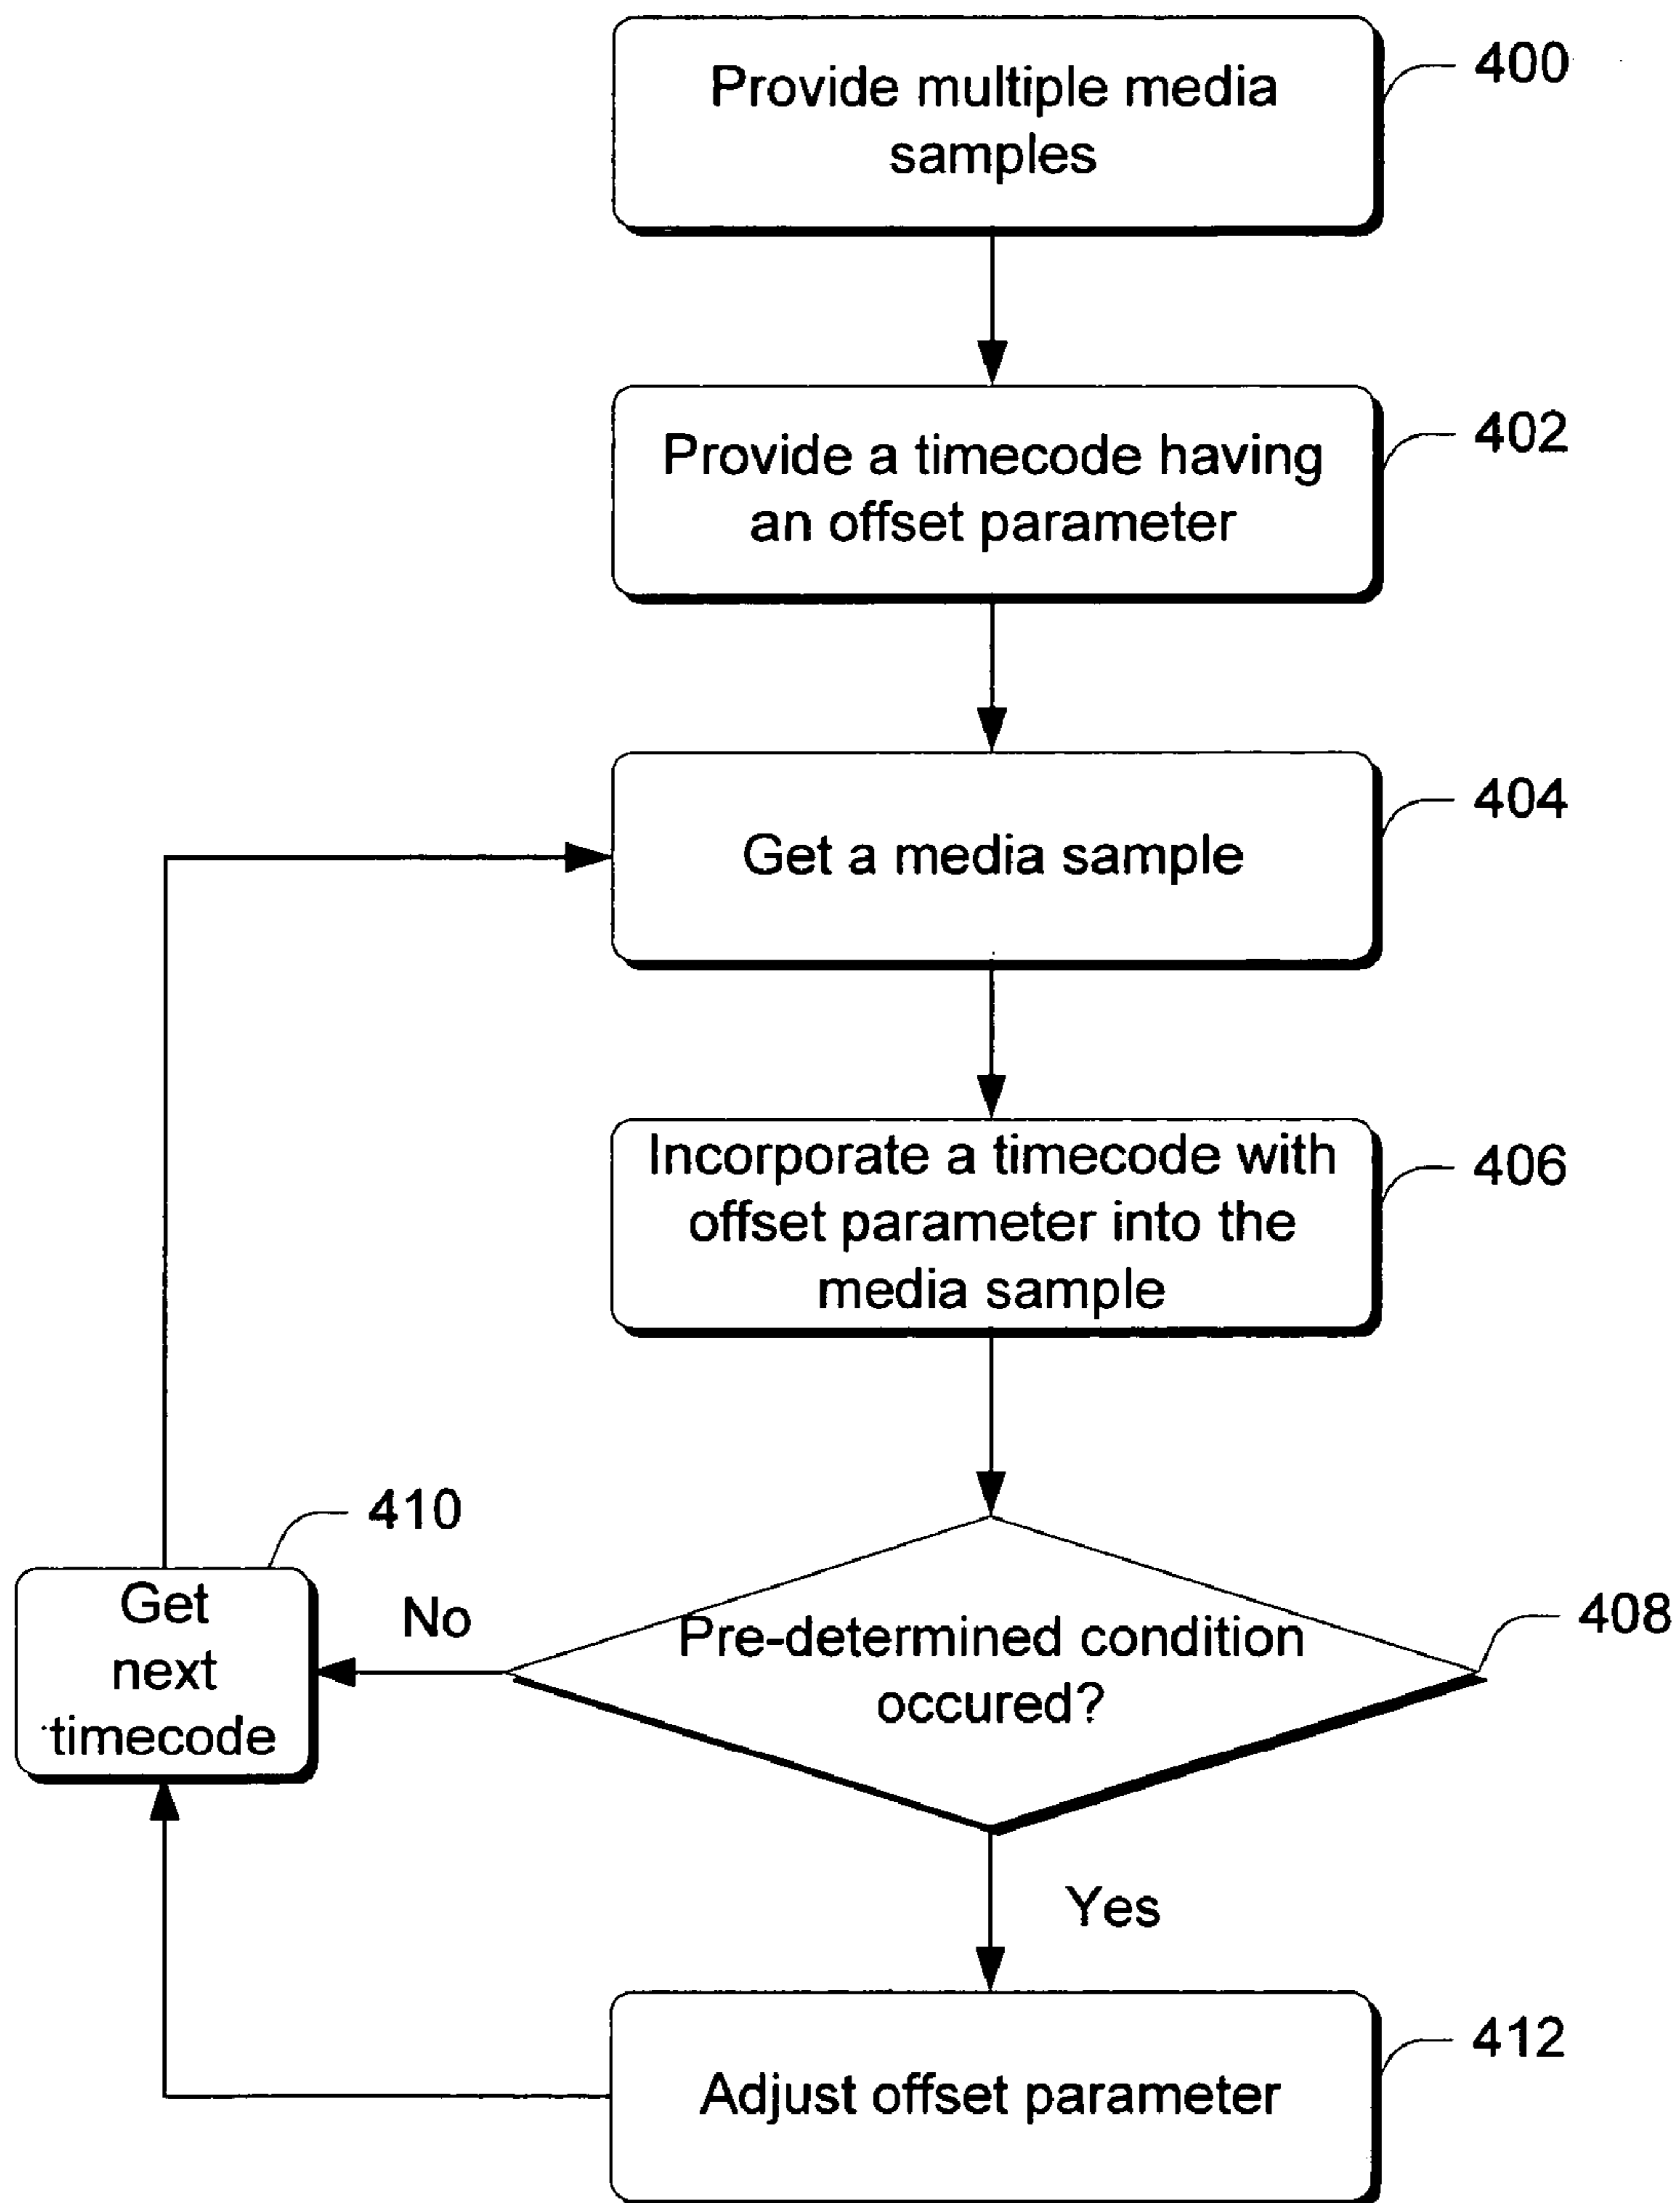 Provide multiple media
samples
400
Provide a timecode having
an offset parameter
402
Get a media sample
404
Incorporate a timecode with
offset parameter into the
media sample
406
Pre-determined condition
occured?
408
No
Get
next
timecode
410
Yes
Adjust offset parameter
412